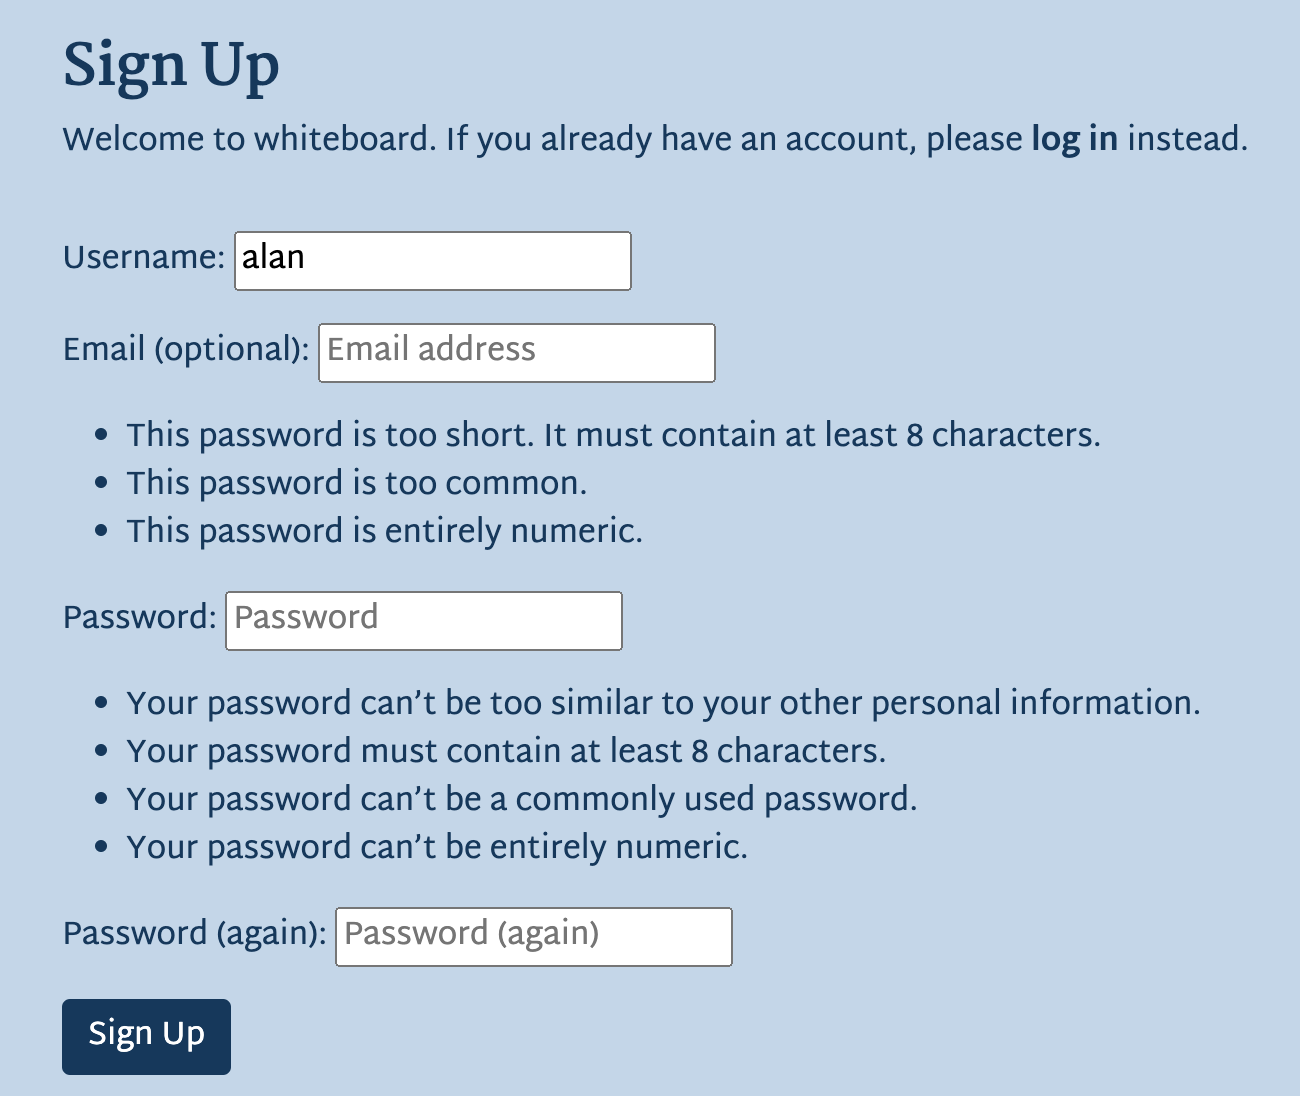 Sign Up
Welcome to whiteboard. If you already have an account, please log in instead.
Username: alan
Email (optional): Email address
• This password is too short. It must contain at least 8 characters.
• This password is too common.
• This password is entirely numeric.
Password: Password
• Your password can’t be too similar to your other personal information.
• Your password must contain at least 8 characters.
• Your password can’t be a commonly used password.
• Your password can’t be entirely numeric.
Password (again): Password (again)
Sign Up